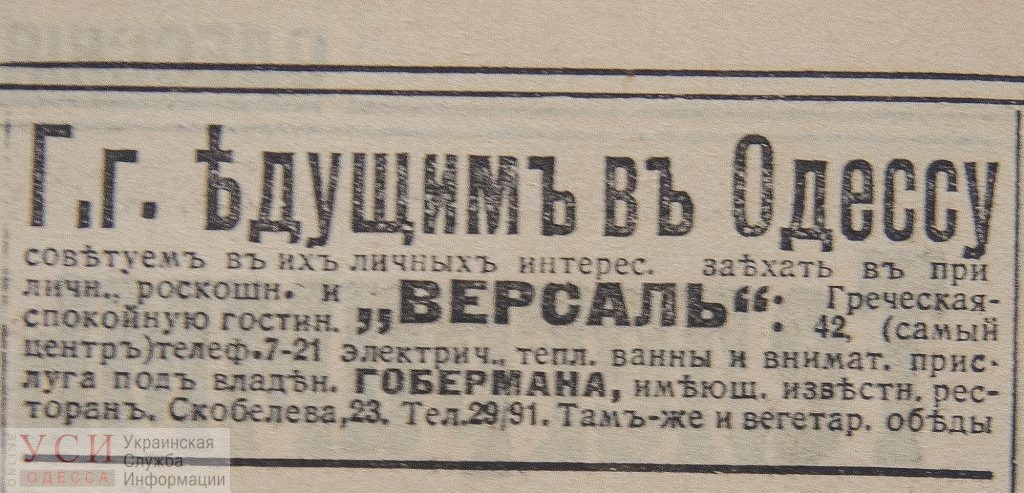 Г.г. ѣдущимъ въ Одессу
совѣтуемъ въ ихъ личныхъ интерес. заѣхать въ при
личн., роскошн. и
спокойную гостин. „ВЕРСАЛЬ“: Греческая-
42, (самый
центръ) телеф. 7-21 электрич., тепл. ванны и внимат. прис-
луга подъ владѣн. ГОБЕРМАНА, имѣющ. извѣстн. рес-
торанъ. Скобелева, 23. Тел. 29/91. Тамъ-же и вегетар. обѣды
ONLINE УСИ ОДЕССА
Украинская
Служба
Информации